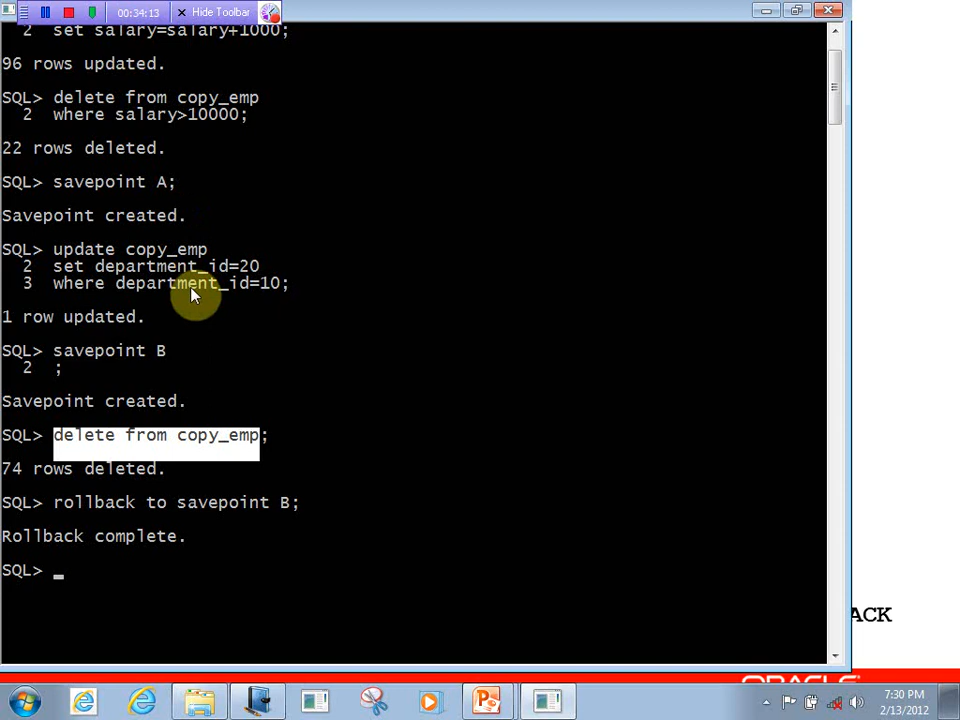 00:34:13
Hide Toolbar
2 set salary=salary+1000;
96 rows updated.
SQL> delete from copy_emp
2 where salary>10000;
22 rows deleted.
SQL> savepoint A;
Savepoint created.
SQL> update copy_emp
2 set department_id=20
3 where department_id=10;
1 row updated.
SQL> savepoint B
2 ;
Savepoint created.
SQL> delete from copy_emp;
74 rows deleted.
SQL> rollback to savepoint B;
Rollback complete.
SQL> _
ACK
ORACLE
7:30 PM
2/13/2012